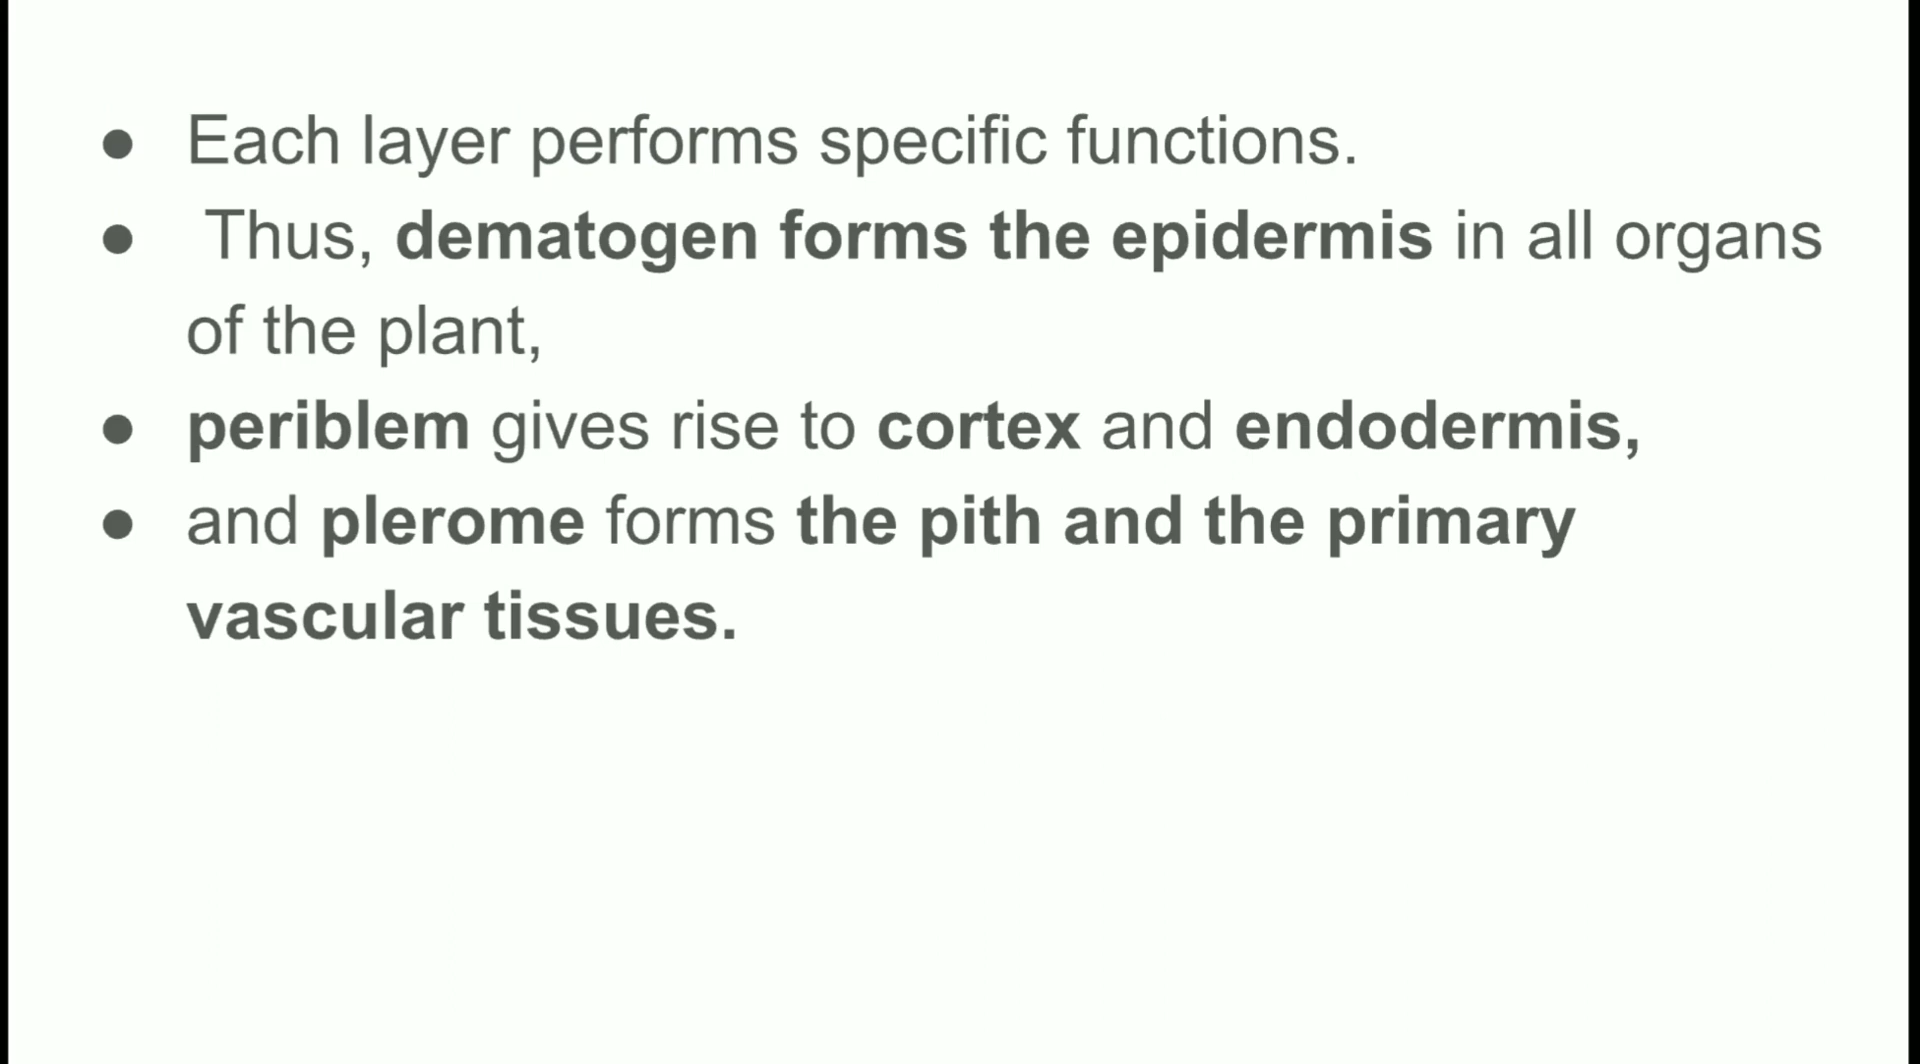 ● Each layer performs specific functions.
● Thus, dematogen forms the epidermis in all organs
of the plant,
● periblem gives rise to cortex and endodermis,
● and plerome forms the pith and the primary
vascular tissues.